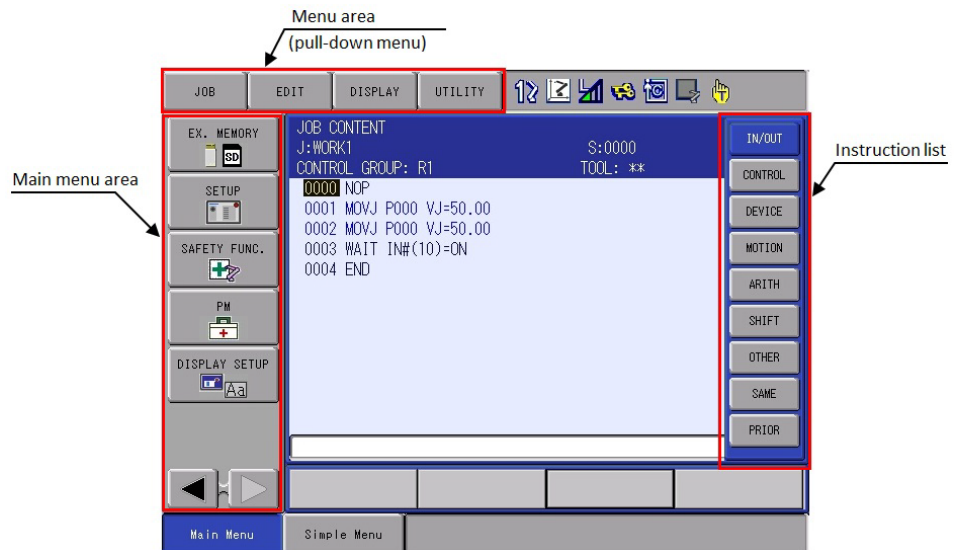 Menu area
(pull-down menu)
JOB
EDIT
DISPLAY
UTILITY
EX. MEMORY
SD
SETUP
SAFETY FUNC.
PM
DISPLAY SETUP
Aa
JOB CONTENT
J:WORK1 S:0000
CONTROL GROUP: R1 TOOL: **
0000 NOP
0001 MOVJ P000 VJ=50.00
0002 MOVJ P000 VJ=50.00
0003 WAIT IN#(10)=ON
0004 END
IN/OUT
CONTROL
DEVICE
MOTION
ARITH
SHIFT
OTHER
SAME
PRIOR
Main menu area
Instruction list
Main Menu
Simple Menu